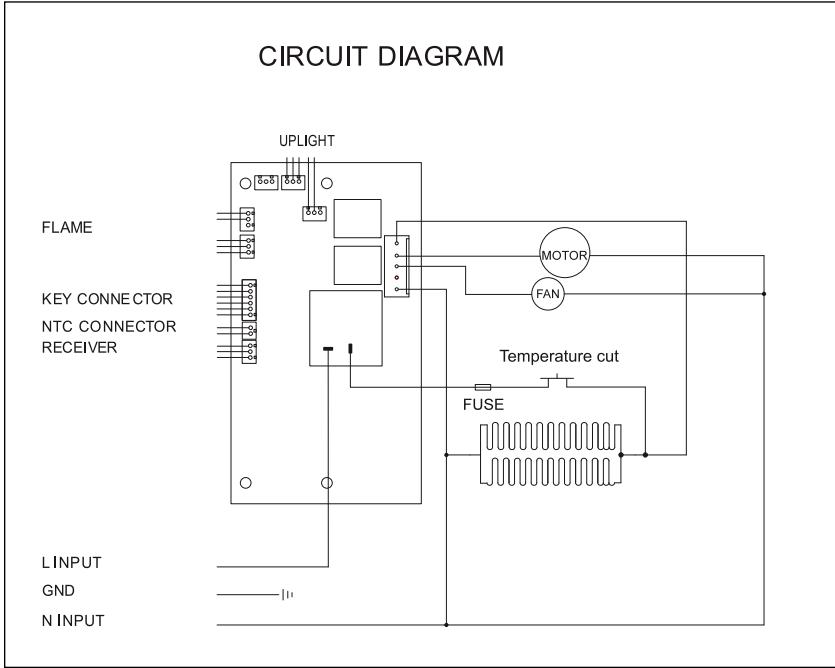 CIRCUIT DIAGRAM
UPLIGHT
FLAME
MOTOR
FAN
KEY CONNECTOR
NTC CONNECTOR
RECEIVER
Temperature cut
FUSE
L INPUT
GND
N INPUT